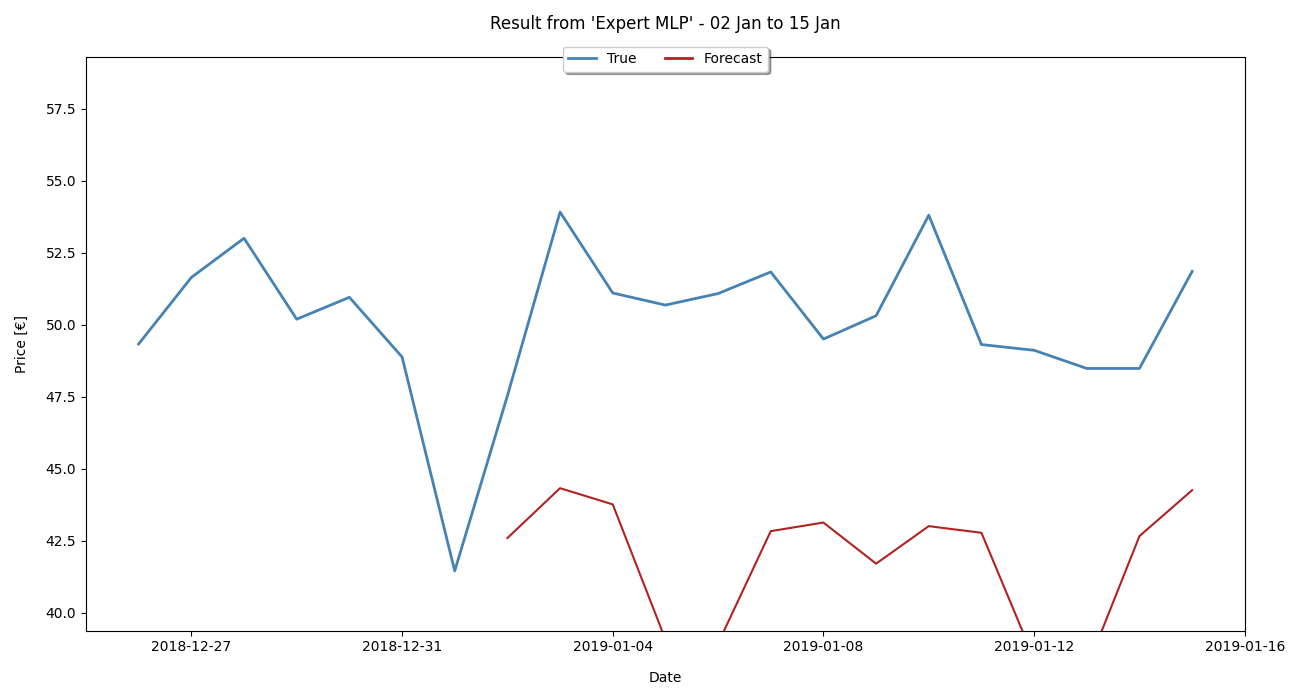 Result from 'Expert MLP' - 02 Jan to 15 Jan
True Forecast
57.5
55.0
52.5
50.0
47.5
45.0
42.5
40.0
Price [€]
2018-12-27 2018-12-31 2019-01-04 2019-01-08 2019-01-12 2019-01-16
Date